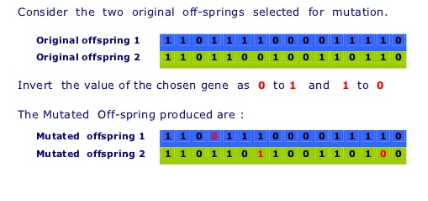 Consider the two original off-springs selected for mutation.
Original offspring 1 1 1 0 1 1 1 1 0 0 0 0 1 1 1 1 0
Original offspring 2 1 1 0 1 1 0 0 1 0 0 1 1 0 1 1 0
Invert the value of the chosen gene as 0 to 1 and 1 to 0
The Mutated Off-spring produced are :
Mutated offspring 1 1 1 0 0 1 1 1 0 0 0 0 1 1 1 1 0
Mutated offspring 2 1 1 0 1 1 0 1 1 0 0 1 1 0 1 0 0